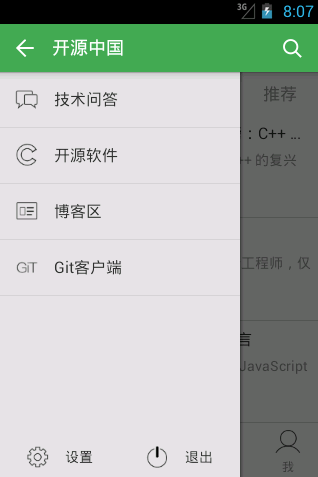 3G 8:07
开源中国
技术问答
推荐
开源软件
：C++ ...
++ 的复兴
博客区
Git客户端
GiT
工程师，仅
言
JavaScript
设置
退出
我